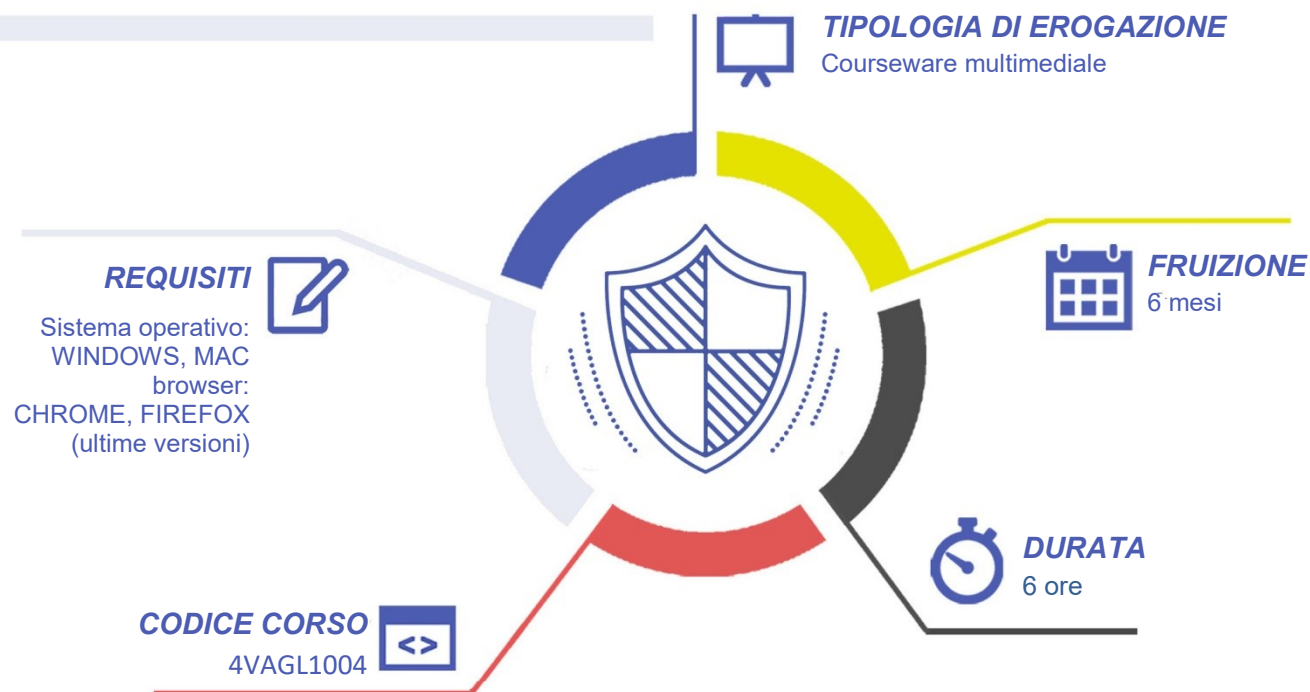 TIPOLOGIA DI EROGAZIONE
Courseware multimediale
REQUISITI
Sistema operativo:
WINDOWS, MAC
browser:
CHROME, FIREFOX
(ultime versioni)
FRUIZIONE
6 mesi
DURATA
6 ore
CODICE CORSO
4VAGL1004
<>